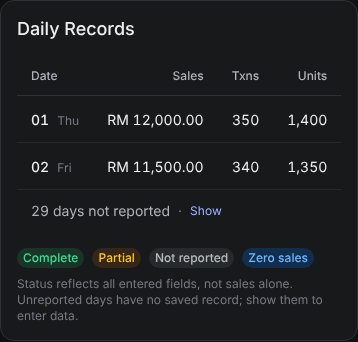 Daily Records
Date Sales Txns Units
01 Thu RM 12,000.00 350 1,400
02 Fri RM 11,500.00 340 1,350
29 days not reported · Show
Complete Partial Not reported Zero sales
Status reflects all entered fields, not sales alone.
Unreported days have no saved record; show them to
enter data.